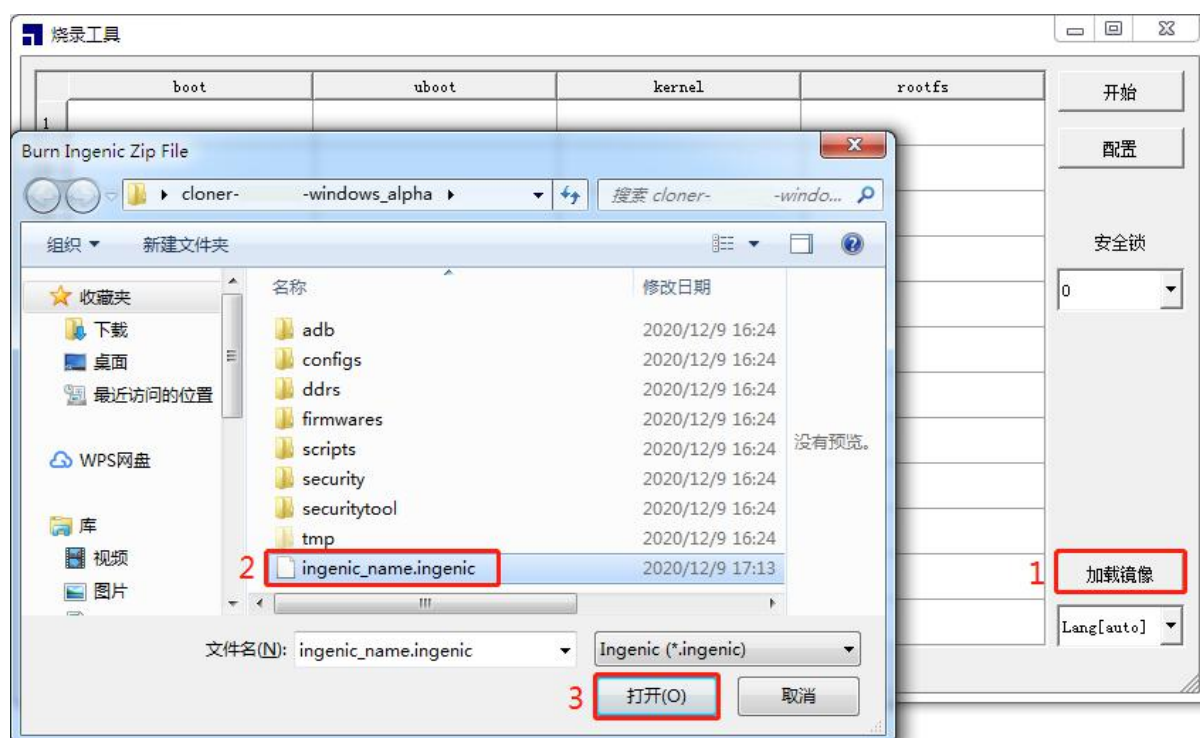 烧录工具
boot uboot kernel rootfs
开始
1
配置
Burn Ingenic Zip File
cloner- -windows_alpha
搜索 cloner- -windo...
组织 新建文件夹
安全锁
0
名称 修改日期
收藏夹
下载
桌面
最近访问的位置
WPS网盘
库
视频
图片
adb 2020/12/9 16:24
configs 2020/12/9 16:24
ddrs 2020/12/9 16:24
firmwares 2020/12/9 16:24
scripts 2020/12/9 16:24
security 2020/12/9 16:24
securitytool 2020/12/9 16:24
tmp 2020/12/9 16:24
2 ingenic_name.ingenic 2020/12/9 17:13
没有预览。
1 加载镜像
Lang[auto]
文件名(N): ingenic_name.ingenic Ingenic (*.ingenic)
3 打开(O) 取消